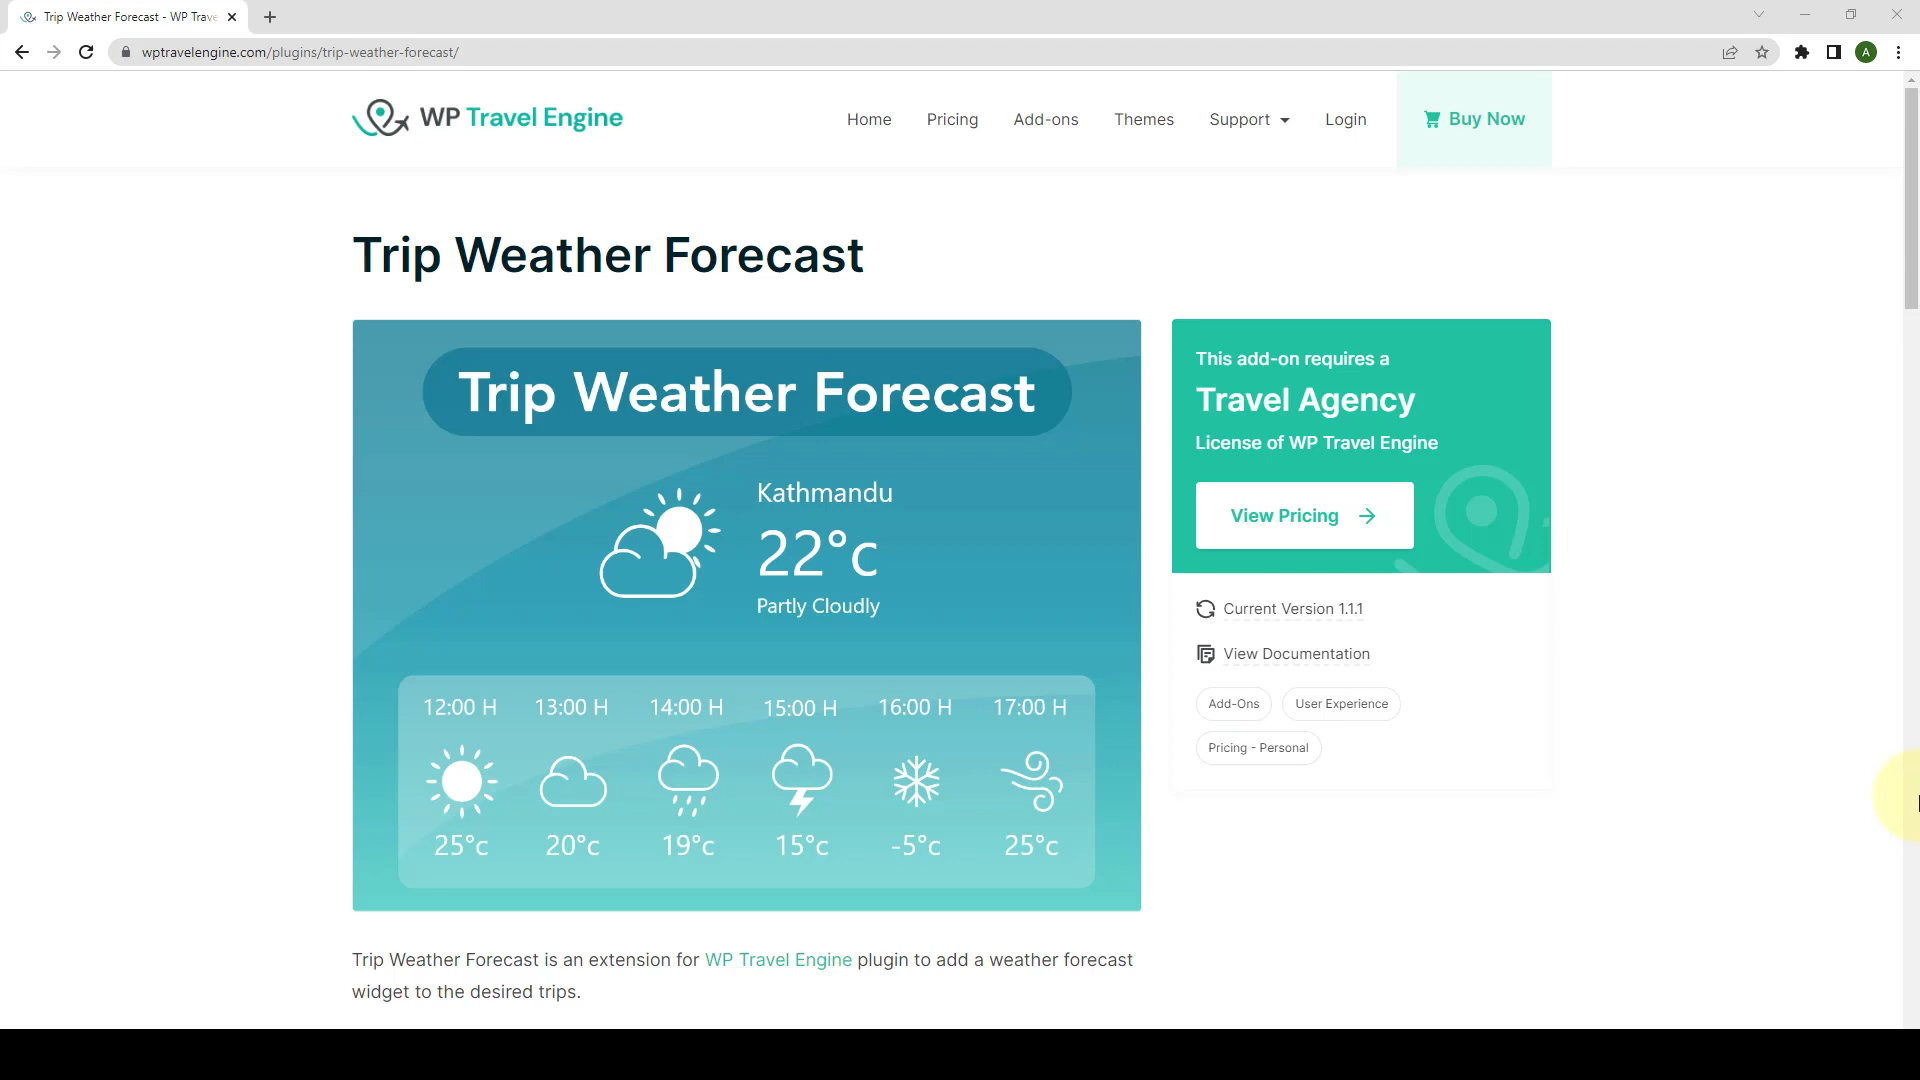 Trip Weather Forecast - WP Trave
wptravelengine.com/plugins/trip-weather-forecast/
A
WP Travel Engine
Home
Pricing
Add-ons
Themes
Support
Login
Buy Now
Trip Weather Forecast
Trip Weather Forecast
Kathmandu
22°c
Partly Cloudly
12:00 H 13:00 H 14:00 H 15:00 H 16:00 H 17:00 H
25°c 20°c 19°c 15°c -5°c 25°c
This add-on requires a
Travel Agency
License of WP Travel Engine
View Pricing
Current Version 1.1.1
View Documentation
Add-Ons
User Experience
Pricing - Personal
Trip Weather Forecast is an extension for WP Travel Engine plugin to add a weather forecast
widget to the desired trips.